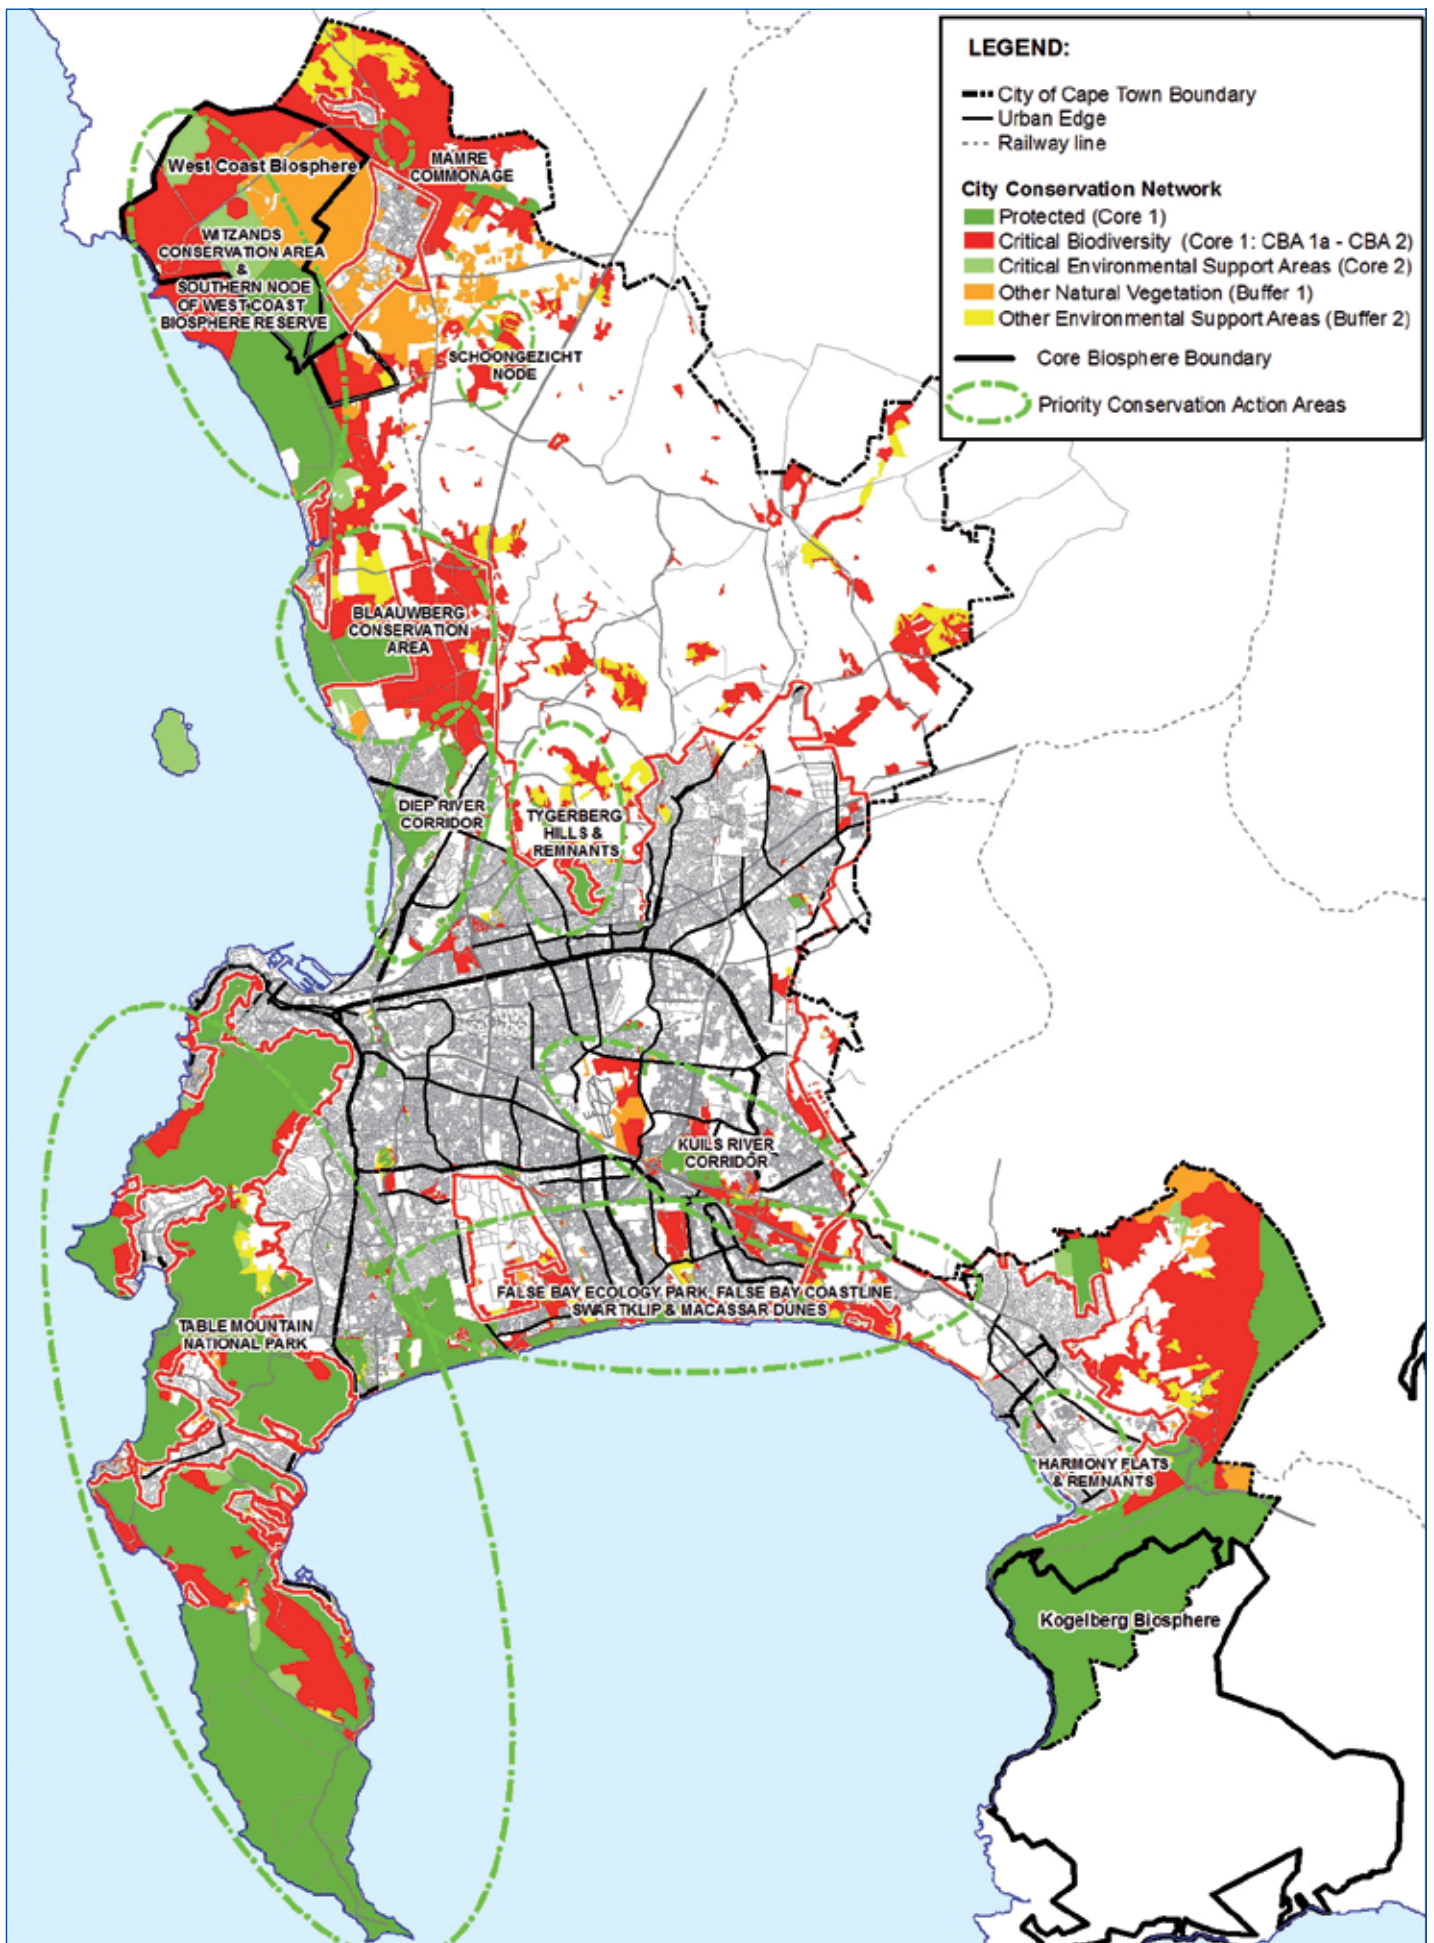 LEGEND:
City of Cape Town Boundary
Urban Edge
Railway line
City Conservation Network
Protected (Core 1)
Critical Biodiversity (Core 1: CBA 1a - CBA 2)
Critical Environmental Support Areas (Core 2)
Other Natural Vegetation (Buffer 1)
Other Environmental Support Areas (Buffer 2)
Core Biosphere Boundary
Priority Conservation Action Areas
West Coast Biosphere
MAMRE
COMMONAGE
WITZANDS
CONSERVATION AREA
&
SOUTHERN NODE
OF WEST COAST
BIOSPHERE RESERVE
SCHOONGEZICHT
NODE
BLAAUWBERG
CONSERVATION
AREA
DIEP RIVER
CORRIDOR
TYGERBERG
HILLS &
REMNANTS
KUILS RIVER
CORRIDOR
FALSE BAY ECOLOGY PARK, FALSE BAY COASTLINE,
SWARTKLIP & MACASSAR DUNES
TABLE MOUNTAIN
NATIONAL PARK
HARMONY FLATS
& REMNANTS
Kogelberg Biosphere